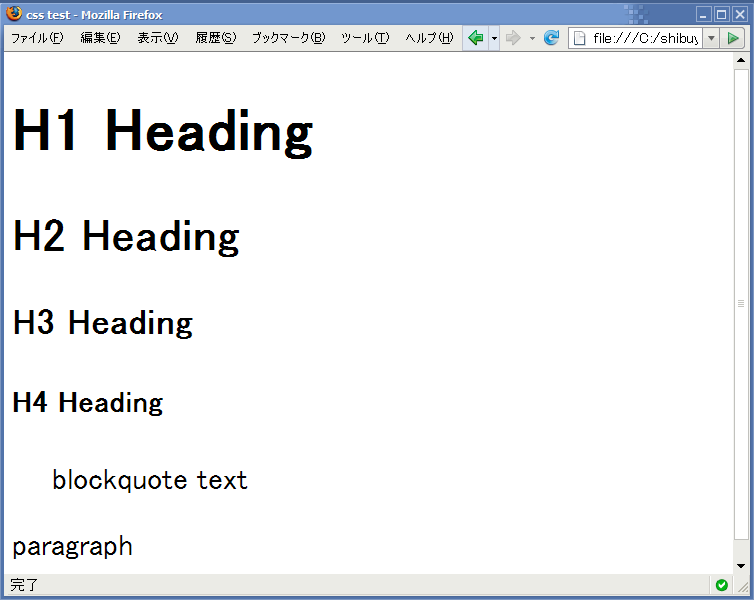 css test - Mozilla Firefox
ファイル(F) 編集(E) 表示(V) 履歴(S) ブックマーク(B) ツール(T) ヘルプ(H) file:///C:/shibuy
H1 Heading
H2 Heading
H3 Heading
H4 Heading
blockquote text
paragraph
完了